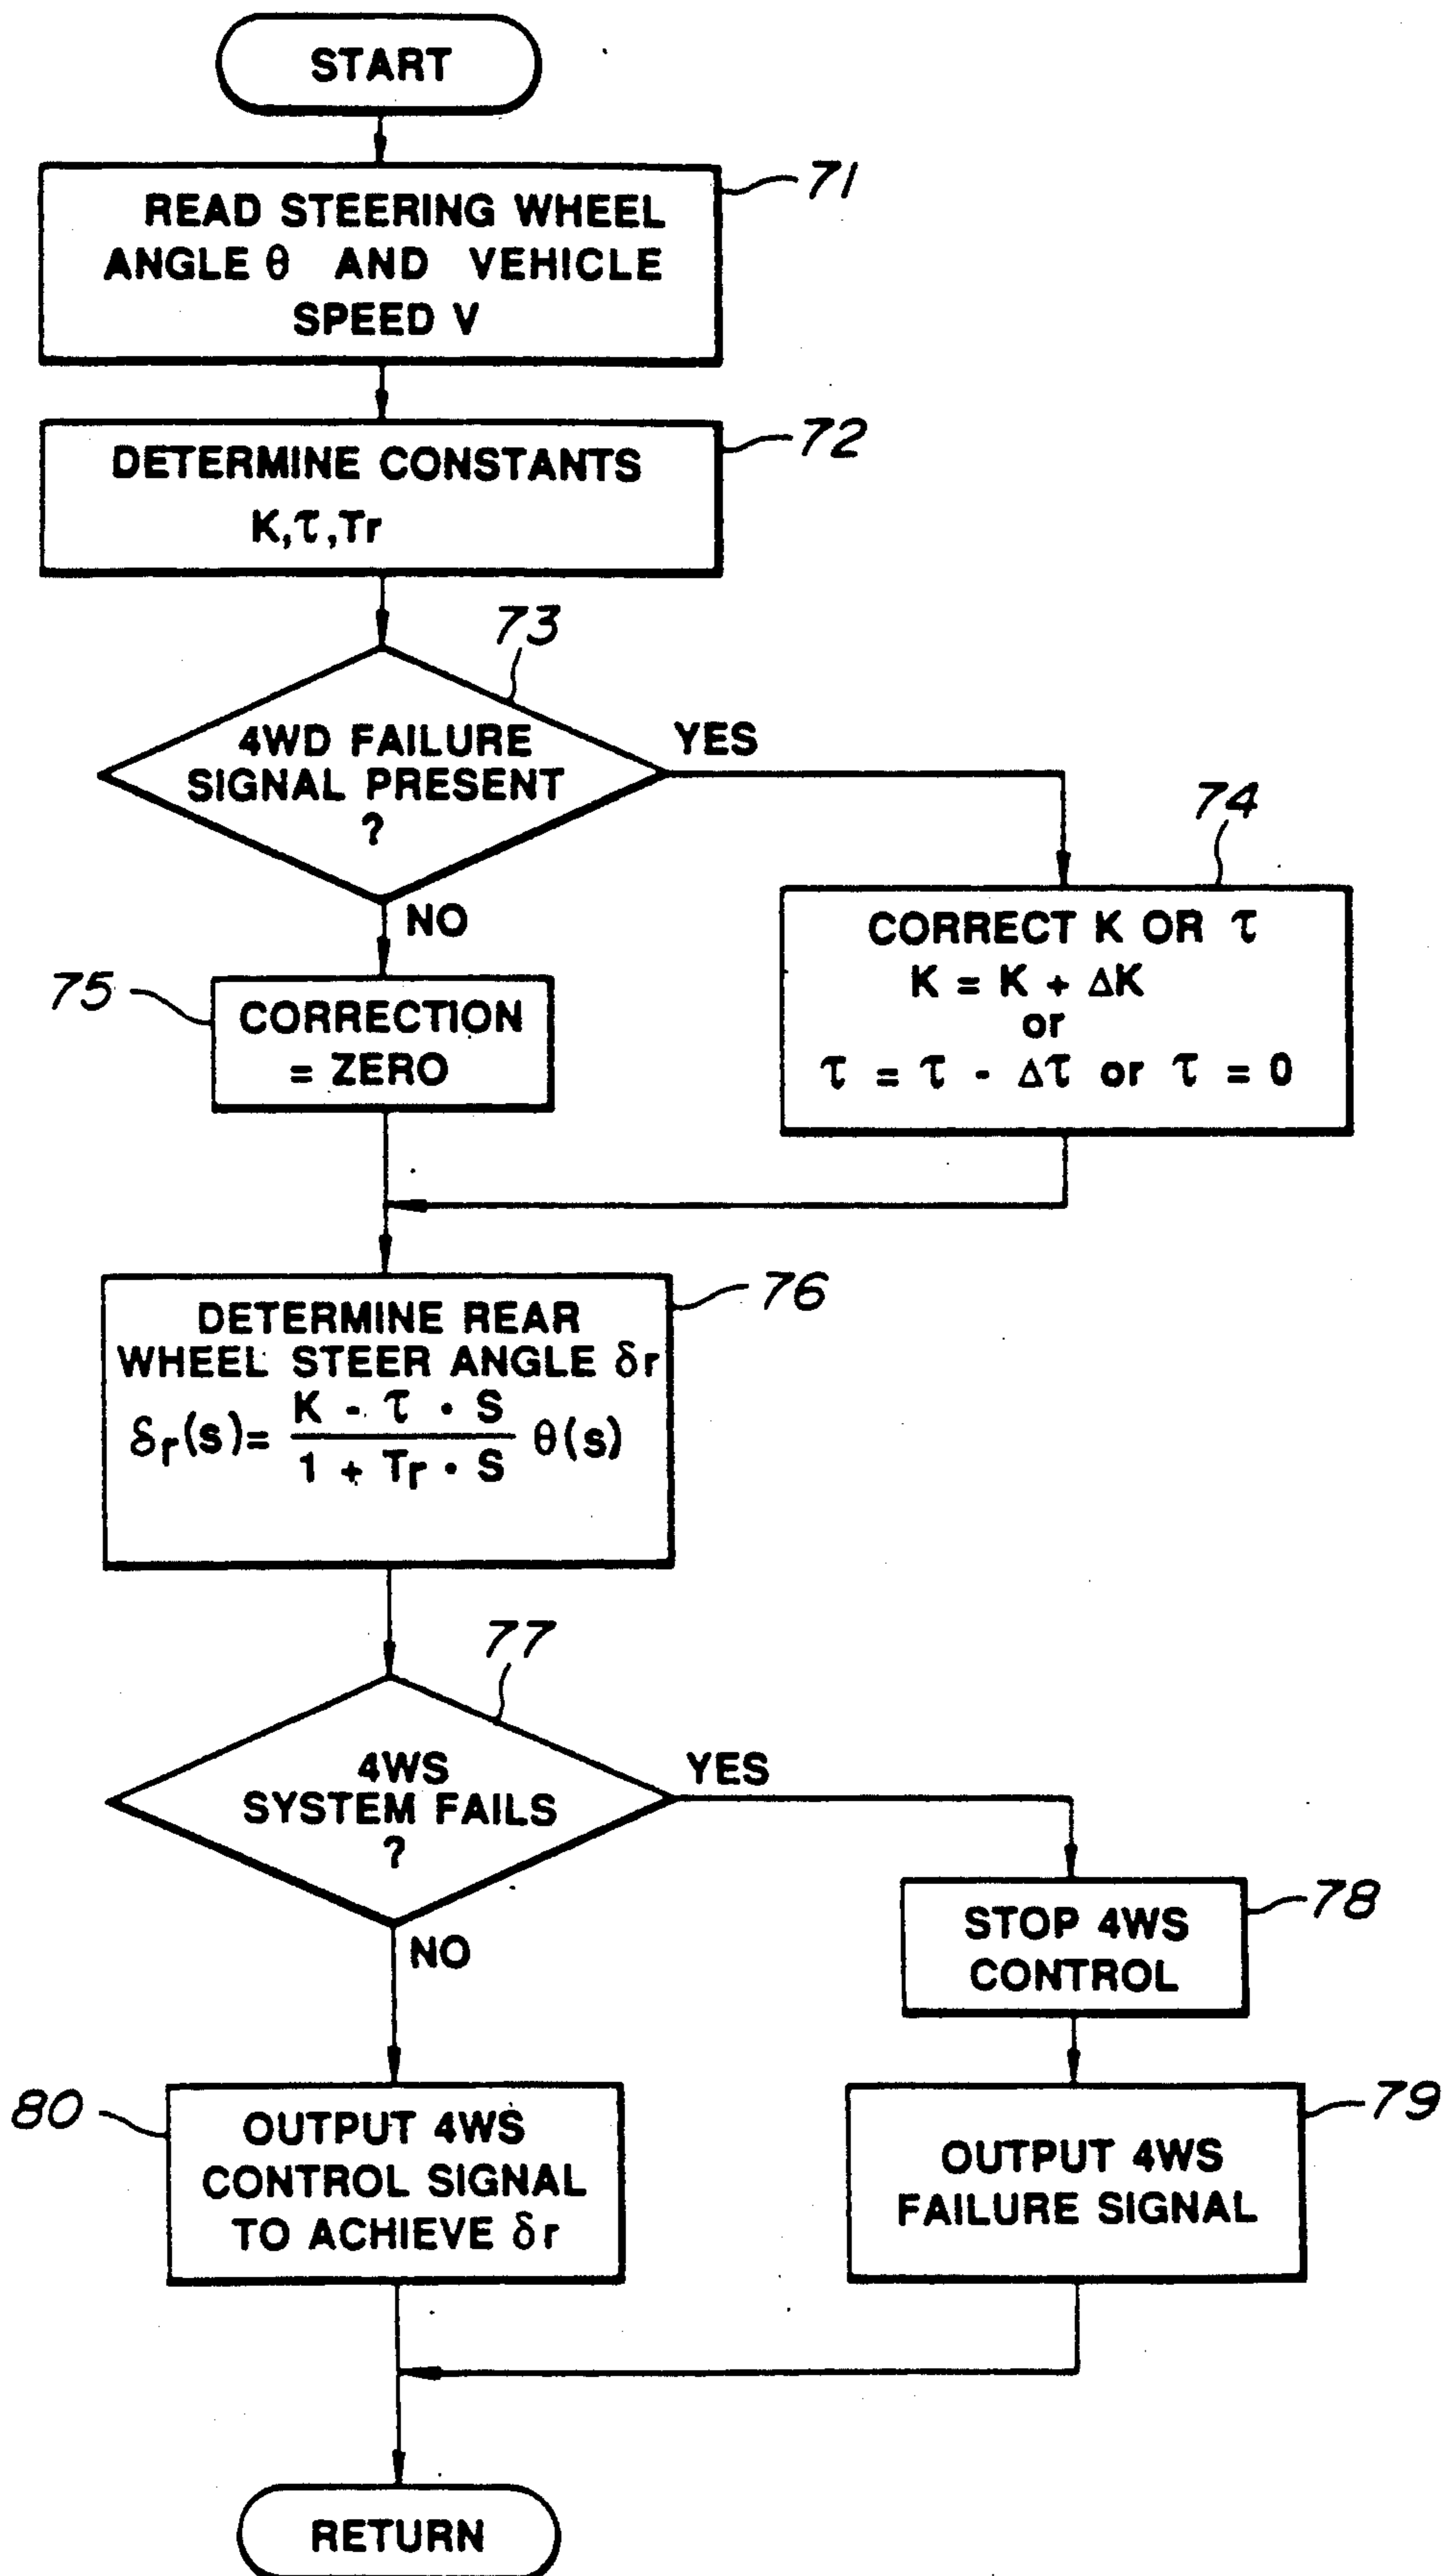 START
71
READ STEERING WHEEL
ANGLE θ AND VEHICLE
SPEED V
72
DETERMINE CONSTANTS
K, τ, Tr
73
4WD FAILURE
SIGNAL PRESENT
?
YES
NO
74
CORRECT K OR τ
K = K + ΔK
or
τ = τ - Δτ or τ = 0
75
CORRECTION
= ZERO
76
DETERMINE REAR
WHEEL STEER ANGLE δr
δr(s)= (K - τ · S)/(1 + Tr · S) θ(s)
77
4WS
SYSTEM FAILS
?
YES
NO
78
STOP 4WS
CONTROL
80
OUTPUT 4WS
CONTROL SIGNAL
TO ACHIEVE δr
79
OUTPUT 4WS
FAILURE SIGNAL
RETURN